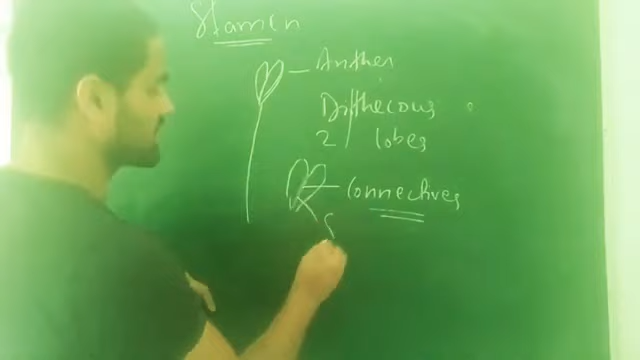 Stamen
Anther
Dithecous
2 lobes
Connectives
S